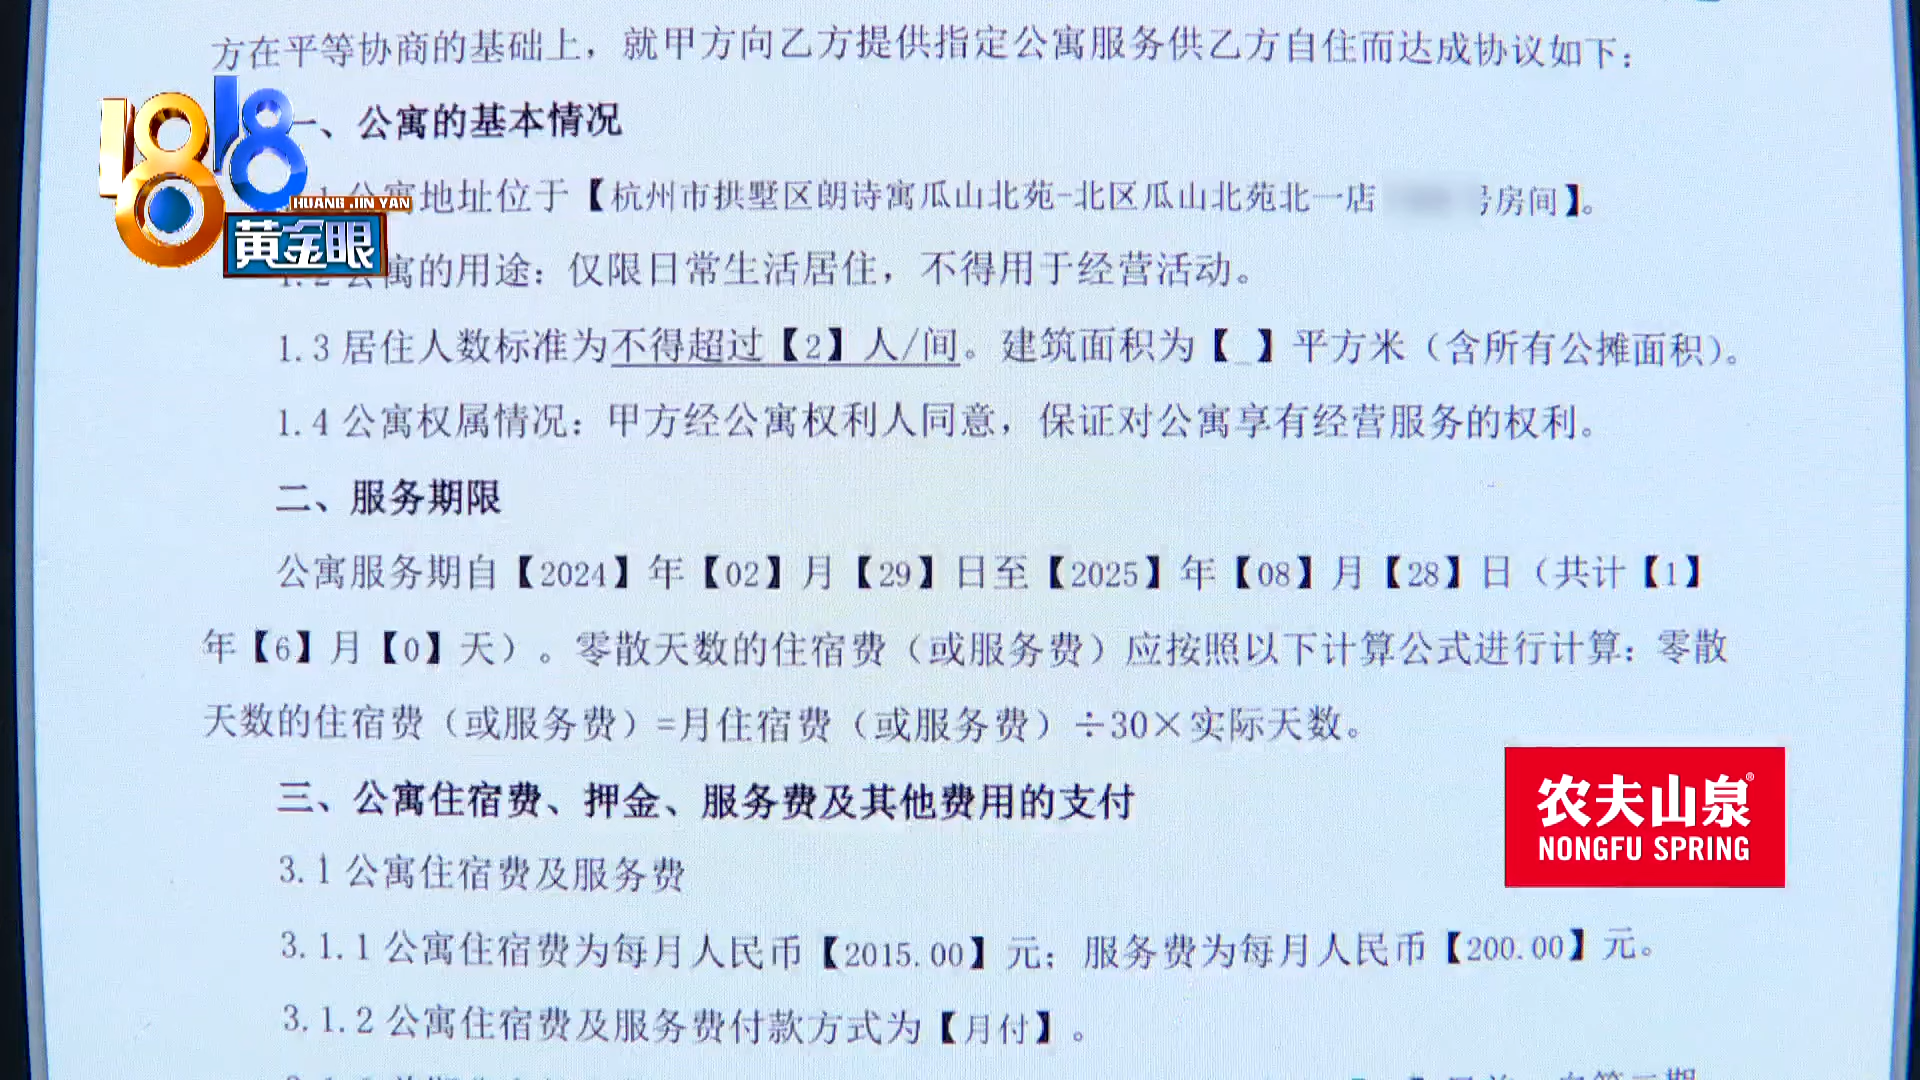 方在平等协商的基础上，就甲方向乙方提供指定公寓服务供乙方自住而达成协议如下：
一、公寓的基本情况
1818
HUANG JIN YAN
黄金眼
公寓地址位于【杭州市拱墅区朗诗寓瓜山北苑-北区瓜山北苑北一店 号房间】。
1.2 公寓的用途：仅限日常生活居住，不得用于经营活动。
1.3 居住人数标准为不得超过【2】人/间。建筑面积为【_】平方米（含所有公摊面积）。
1.4 公寓权属情况：甲方经公寓权利人同意，保证对公寓享有经营服务的权利。
二、服务期限
公寓服务期自【2024】年【02】月【29】日至【2025】年【08】月【28】日（共计【1】
年【6】月【0】天）。零散天数的住宿费（或服务费）应按照以下计算公式进行计算：零散
天数的住宿费（或服务费）=月住宿费（或服务费）÷30×实际天数。
三、公寓住宿费、押金、服务费及其他费用的支付
农夫山泉®
NONGFU SPRING
3.1 公寓住宿费及服务费
3.1.1 公寓住宿费为每月人民币【2015.00】元；服务费为每月人民币【200.00】元。
3.1.2 公寓住宿费及服务费付款方式为【月付】。